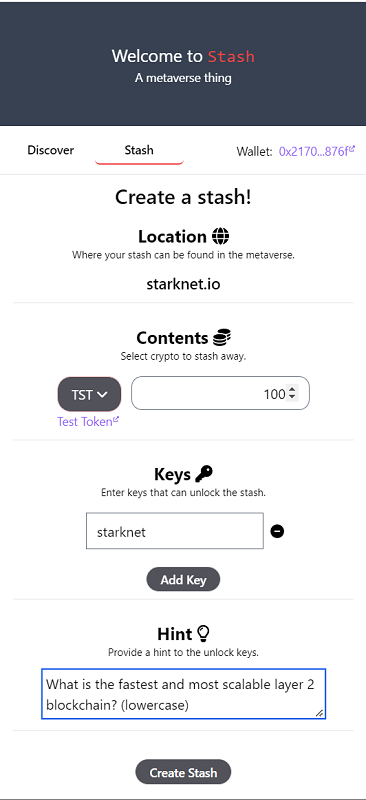 Welcome to Stash
A metaverse thing
Discover
Stash
Wallet: 0x2170...876f
Create a stash!
Location
Where your stash can be found in the metaverse.
starknet.io
Contents
Select crypto to stash away.
TST
100
Test Token
Keys
Enter keys that can unlock the stash.
starknet
Add Key
Hint
Provide a hint to the unlock keys.
What is the fastest and most scalable layer 2
blockchain? (lowercase)
Create Stash